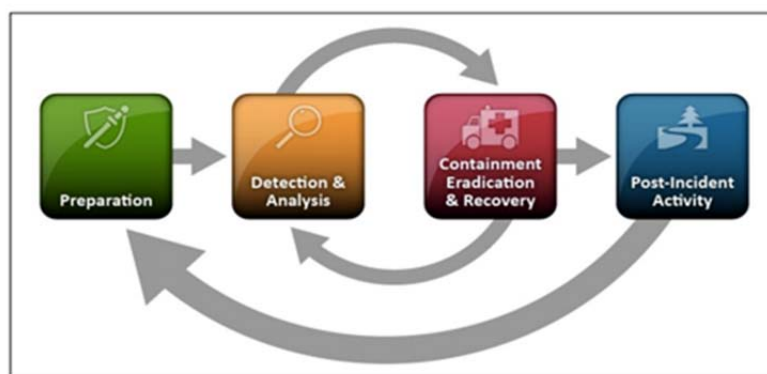 Preparation
Detection &
Analysis
Containment
Eradication
& Recovery
Post-Incident
Activity